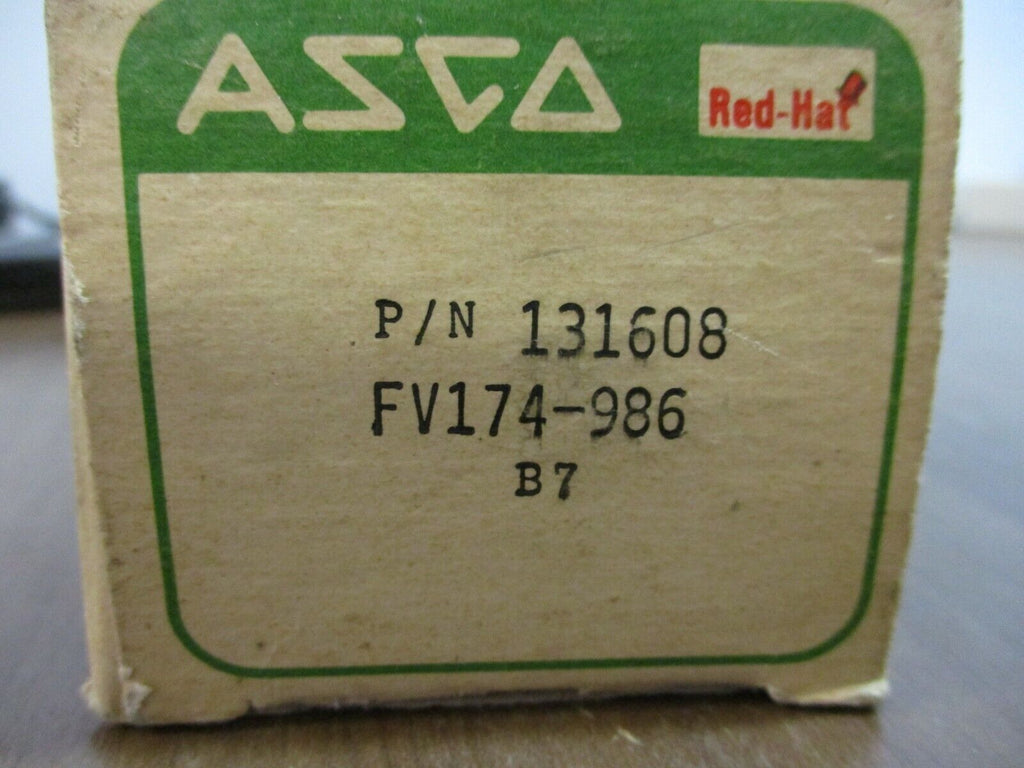 ASCO
Red-Hat
P/N 131608
FV174-986
B7